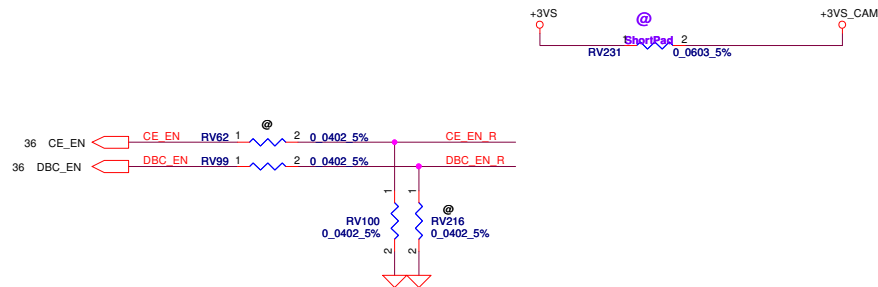 +3VS @ +3VS_CAM
1 ShortPad 2
RV231 0_0603_5%
@
36 CE_EN CE_EN RV62 1 2 0_0402_5% CE_EN_R
36 DBC_EN DBC_EN RV99 1 2 0_0402_5% DBC_EN_R
1 1
@
RV100 RV216
0_0402_5% 0_0402_5%
2 2